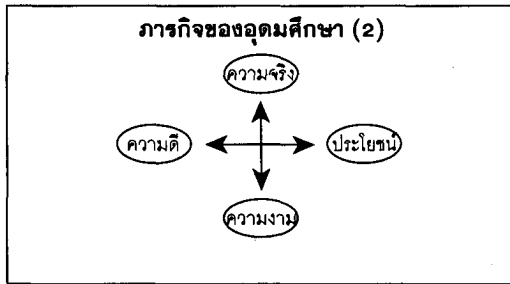 ภารกิจของอุดมศึกษา (2)
ความจริง
ความดี ประโยชน์
ความงาม